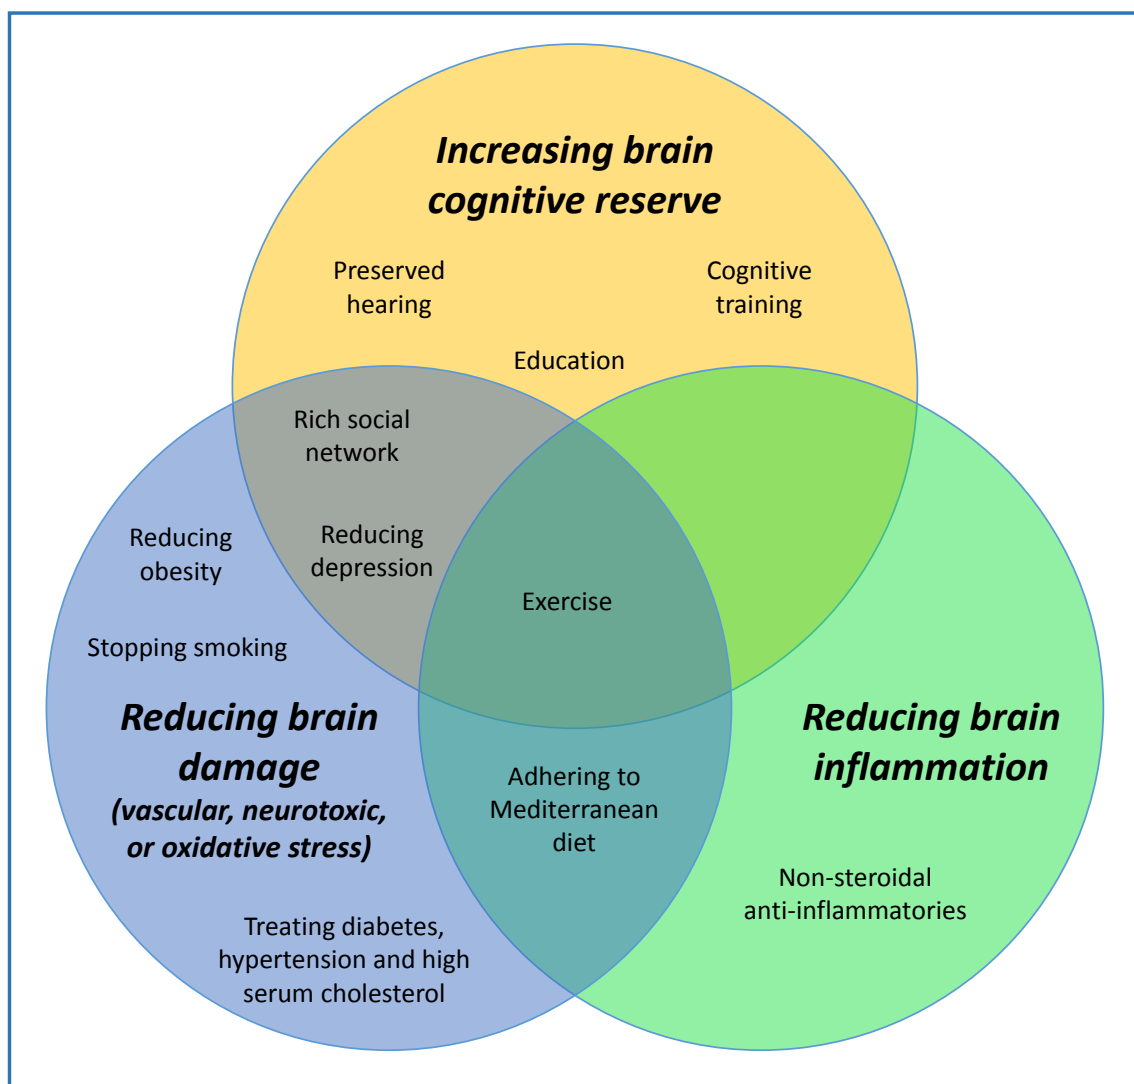 Increasing brain
cognitive reserve
Preserved
hearing
Cognitive
training
Education
Rich social
network
Reducing
obesity
Reducing
depression
Exercise
Stopping smoking
Reducing brain
damage
(vascular, neurotoxic,
or oxidative stress)
Reducing brain
inflammation
Adhering to
Mediterranean
diet
Non-steroidal
anti-inflammatories
Treating diabetes,
hypertension and high
serum cholesterol